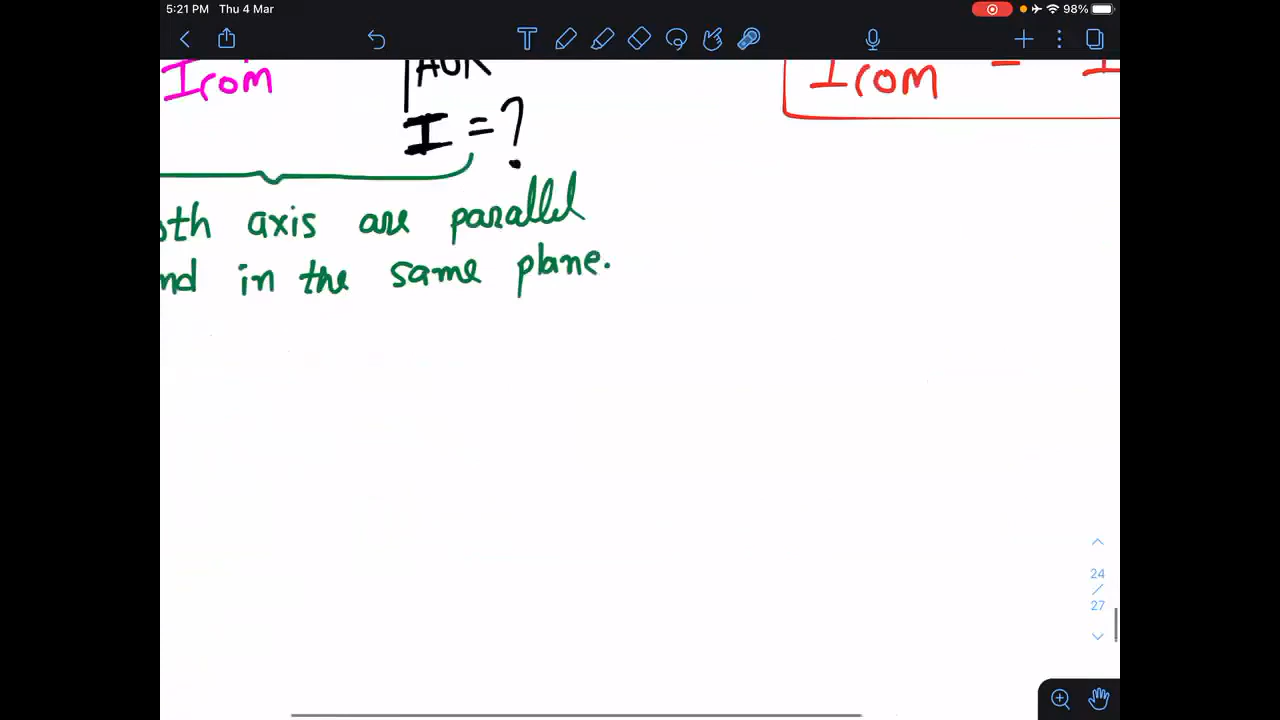 5:21 PM Thu 4 Mar
98%
Icom
AOR
I = ?
Icom = I
oth axis are parallel
nd in the same plane.
24
/
27